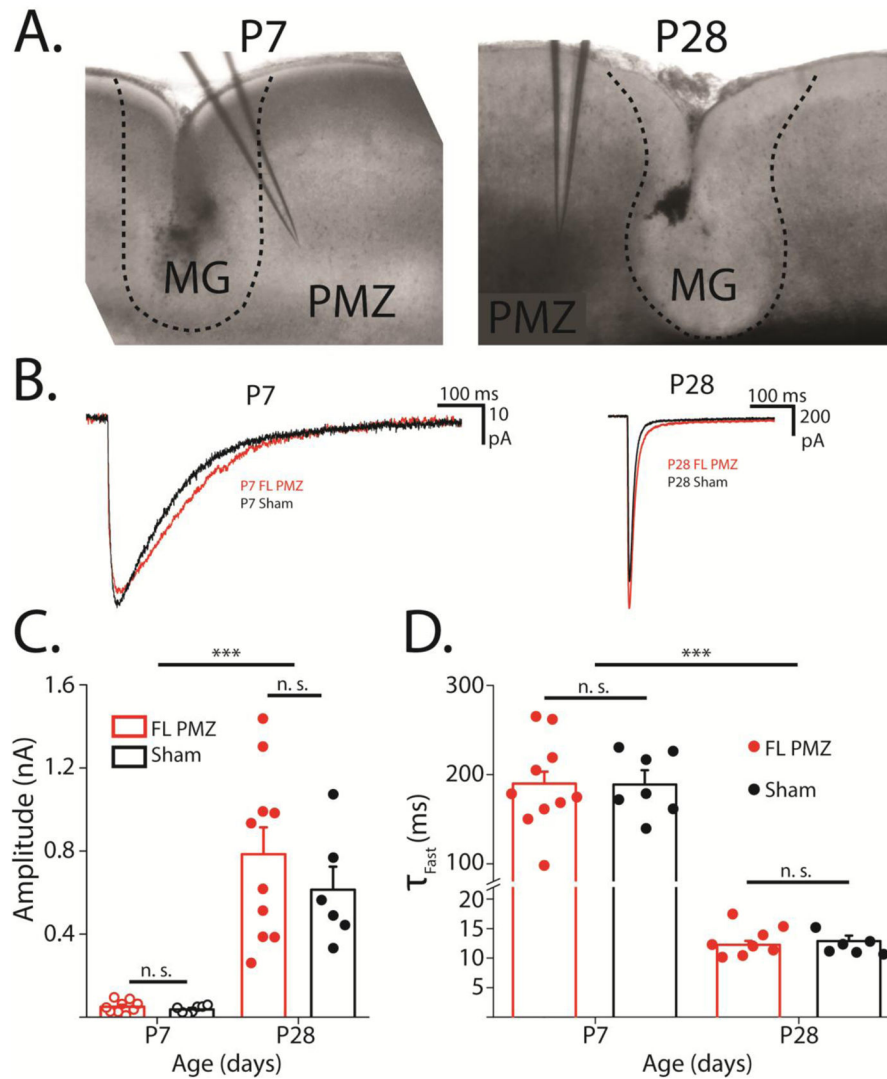 A.
P7
P28
MG
PMZ
PMZ
MG
B.
P7
100 ms
10
pA
P7 FL PMZ
P7 Sham
P28
100 ms
200
pA
P28 FL PMZ
P28 Sham
C.
***
n. s.
1.6
1.2
0.8
0.4
Amplitude (nA)
FL PMZ
Sham
n. s.
P7
P28
Age (days)
D.
***
n. s.
300
200
100
20
15
10
5
τFast (ms)
FL PMZ
Sham
n. s.
P7
P28
Age (days)